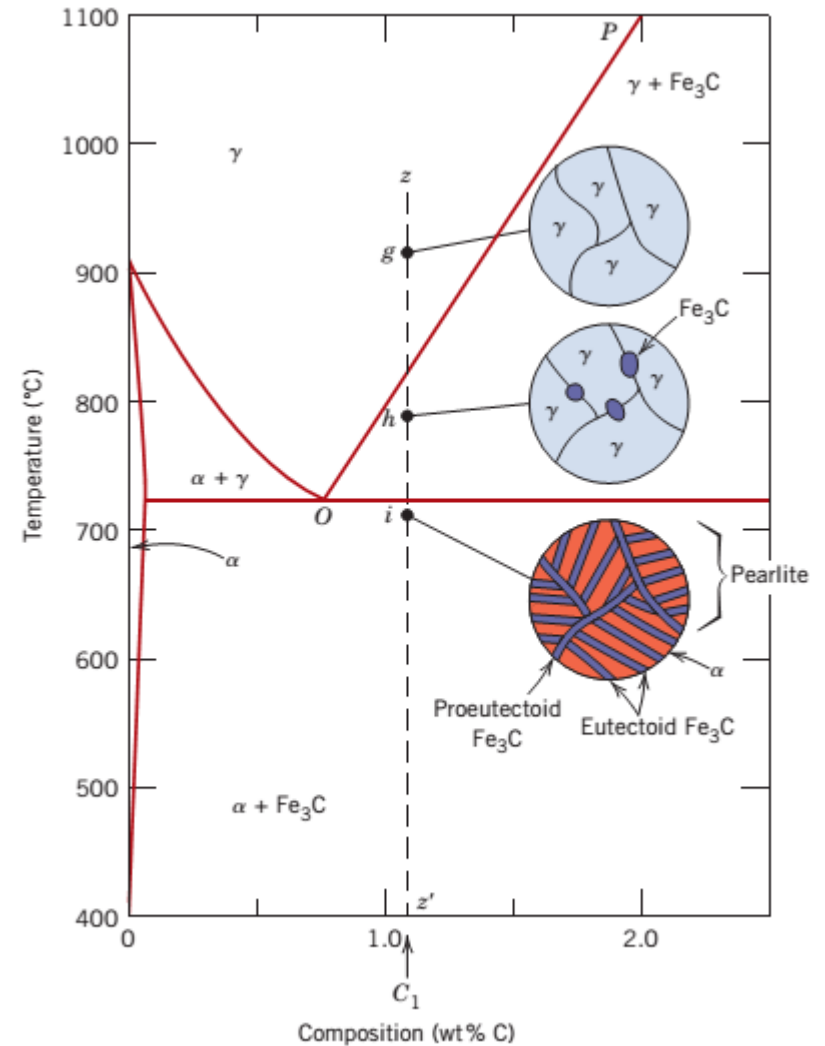 1100
P
γ + Fe₃C
1000
γ
z
γ
γ
γ
γ
g
900
Fe₃C
γ
γ
γ
γ
800
h
α + γ
O
i
700
α
Pearlite
600
α
Proeutectoid
Fe₃C
Eutectoid Fe₃C
500
α + Fe₃C
z′
400
0
1.0
2.0
C₁
Composition (wt% C)
Temperature (°C)